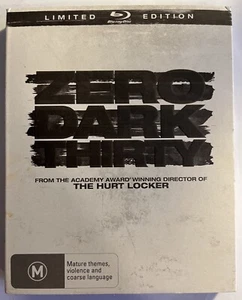 LIMITED Blu-ray Disc EDITION
ZERO
DARK
THIRTY
FROM THE ACADEMY AWARD® WINNING DIRECTOR OF
THE HURT LOCKER
M
Mature themes,
violence and
coarse language